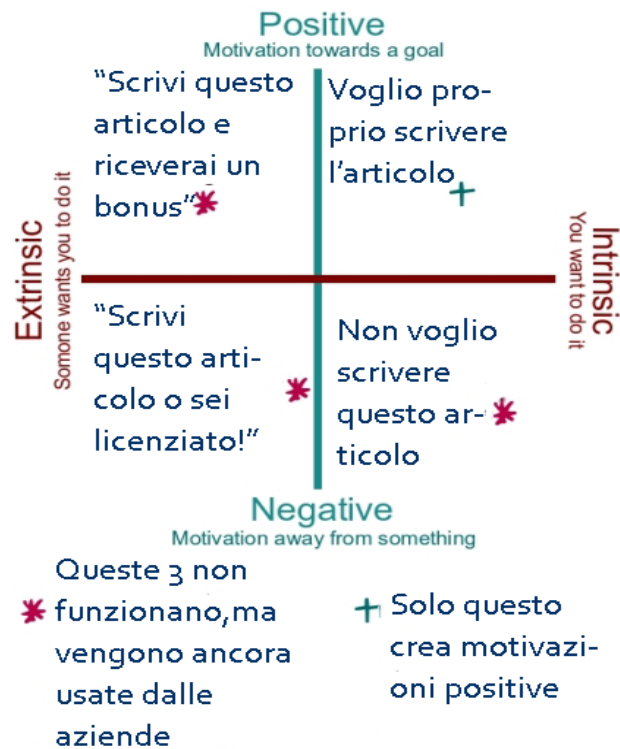 Positive
Motivation towards a goal
“Scrivi questo
articolo e
riceverai un
bonus”
Voglio pro-
prio scrivere
l’articolo
Extrinsic
Somone wants you to do it
Intrinsic
You want to do it
“Scrivi
questo arti-
colo o sei
licenziato!”
Non voglio
scrivere
questo ar-
ticolo
Negative
Motivation away from something
Queste 3 non
funzionano,ma
vengono ancora
usate dalle
aziende
Solo questo
crea motivazi-
oni positive